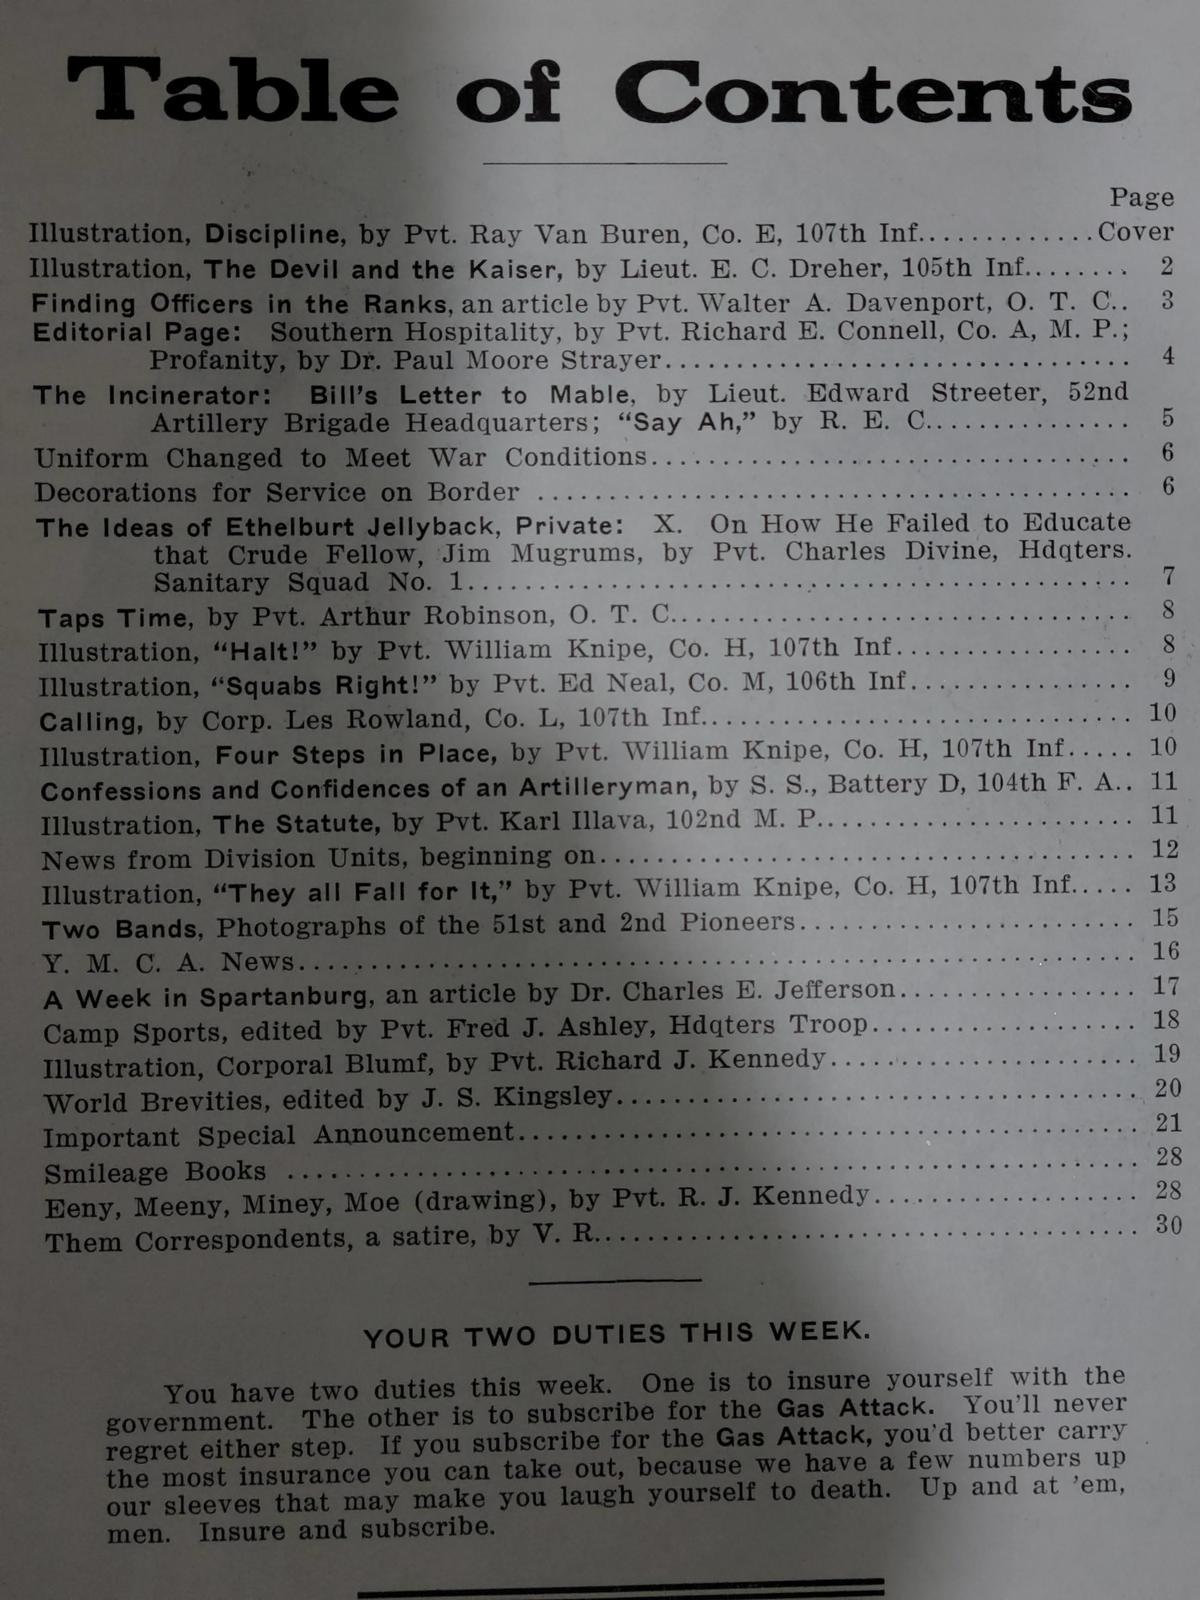 Table of Contents
Page
Illustration, Discipline, by Pvt. Ray Van Buren, Co. E, 107th Inf.............Cover
Illustration, The Devil and the Kaiser, by Lieut. E. C. Dreher, 105th Inf........ 2
Finding Officers in the Ranks, an article by Pvt. Walter A. Davenport, O. T. C.. 3
Editorial Page: Southern Hospitality, by Pvt. Richard E. Connell, Co. A, M. P.;
Profanity, by Dr. Paul Moore Strayer.................................. 4
The Incinerator: Bill's Letter to Mable, by Lieut. Edward Streeter, 52nd
Artillery Brigade Headquarters; "Say Ah," by R. E. C............... 5
Uniform Changed to Meet War Conditions................................... 6
Decorations for Service on Border ........................................... 6
The Ideas of Ethelburt Jellyback, Private: X. On How He Failed to Educate
that Crude Fellow, Jim Mugrums, by Pvt. Charles Divine, Hdqters.
Sanitary Squad No. 1................................................ 7
Taps Time, by Pvt. Arthur Robinson, O. T. C................................. 8
Illustration, "Halt!" by Pvt. William Knipe, Co. H, 107th Inf................. 8
Illustration, "Squabs Right!" by Pvt. Ed Neal, Co. M, 106th Inf................ 9
Calling, by Corp. Les Rowland, Co. L, 107th Inf............................... 10
Illustration, Four Steps in Place, by Pvt. William Knipe, Co. H, 107th Inf..... 10
Confessions and Confidences of an Artilleryman, by S. S., Battery D, 104th F. A.. 11
Illustration, The Statute, by Pvt. Karl Illava, 102nd M. P....................... 11
News from Division Units, beginning on....................................... 12
Illustration, "They all Fall for It," by Pvt. William Knipe, Co. H, 107th Inf..... 13
Two Bands, Photographs of the 51st and 2nd Pioneers........................ 15
Y. M. C. A. News............................................................ 16
A Week in Spartanburg, an article by Dr. Charles E. Jefferson................. 17
Camp Sports, edited by Pvt. Fred J. Ashley, Hdqters Troop................... 18
Illustration, Corporal Blumf, by Pvt. Richard J. Kennedy...................... 19
World Brevities, edited by J. S. Kingsley...................................... 20
Important Special Announcement............................................. 21
Smileage Books ............................................................. 28
Eeny, Meeny, Miney, Moe (drawing), by Pvt. R. J. Kennedy................... 28
Them Correspondents, a satire, by V. R....................................... 30
YOUR TWO DUTIES THIS WEEK.
You have two duties this week. One is to insure yourself with the
government. The other is to subscribe for the Gas Attack. You'll never
regret either step. If you subscribe for the Gas Attack, you'd better carry
the most insurance you can take out, because we have a few numbers up
our sleeves that may make you laugh yourself to death. Up and at 'em,
men. Insure and subscribe.